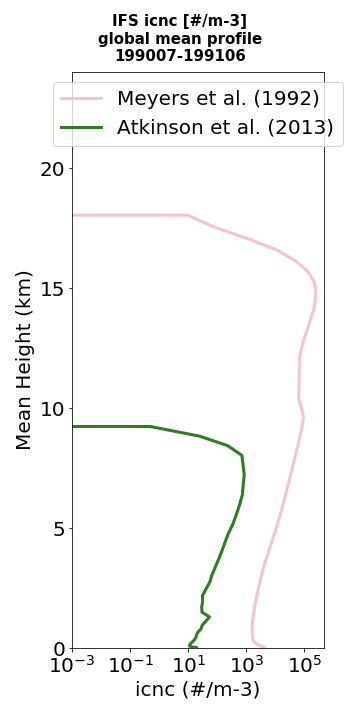 IFS icnc [#/m-3]
global mean profile
199007-199106
Meyers et al. (1992)
Atkinson et al. (2013)
20
15
10
5
0
Mean Height (km)
10⁻³ 10⁻¹ 10¹ 10³ 10⁵
icnc (#/m-3)